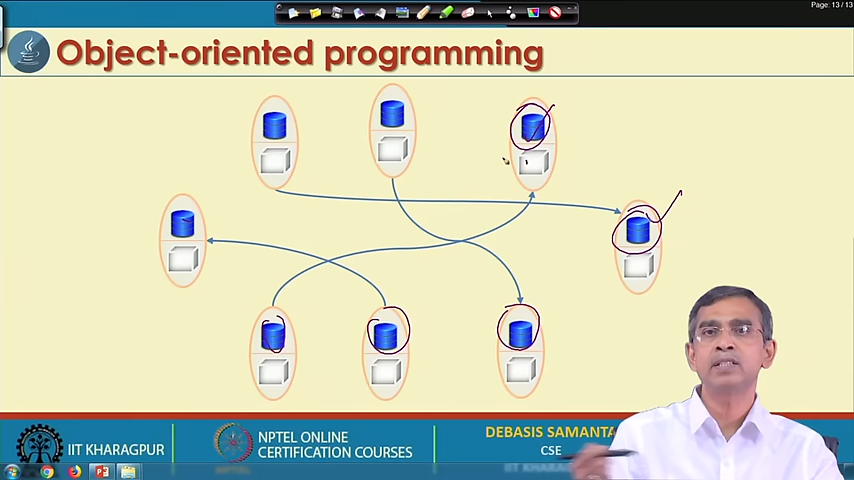 Page: 13 / 13
Object-oriented programming
IIT KHARAGPUR
NPTEL ONLINE
CERTIFICATION COURSES
DEBASIS SAMANTA
CSE